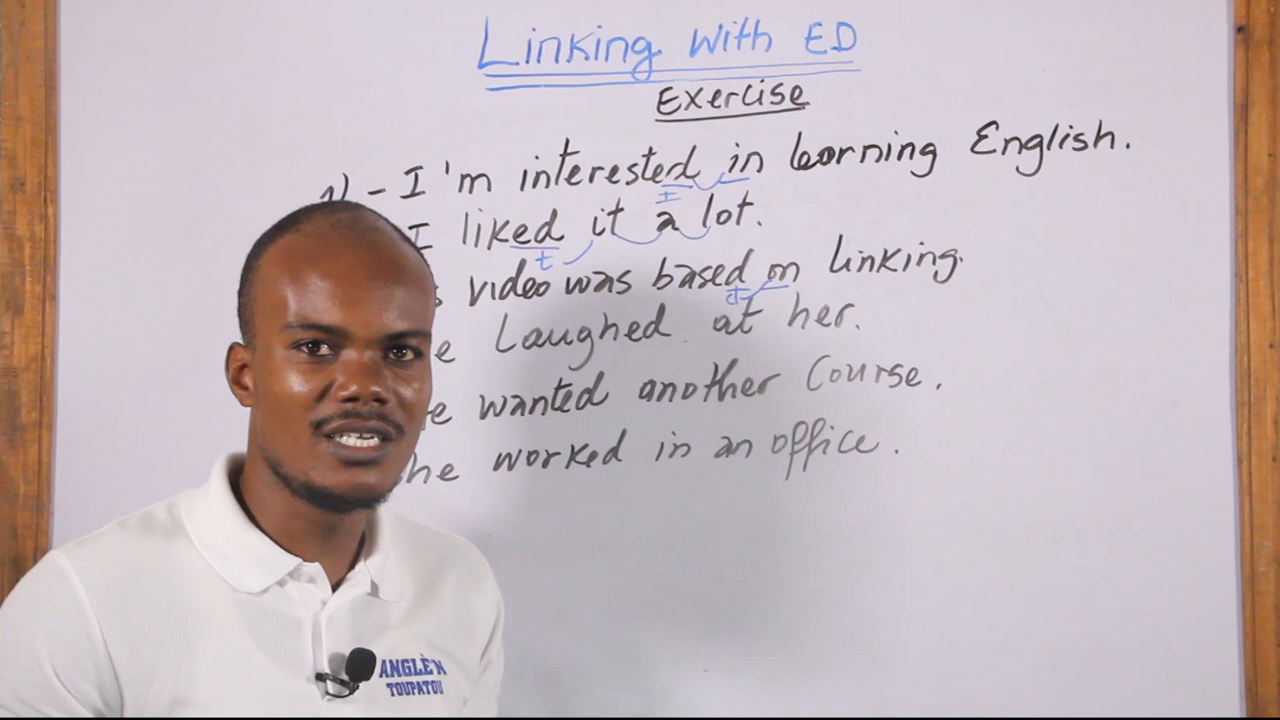 Linking With ED
Exercise
1) - I'm interested in learning English.
I
I liked it a lot.
t
video was based on linking.
t
Laughed at her.
wanted another Course.
he worked in an office.
ANGLÈ'N
TOUPATOU